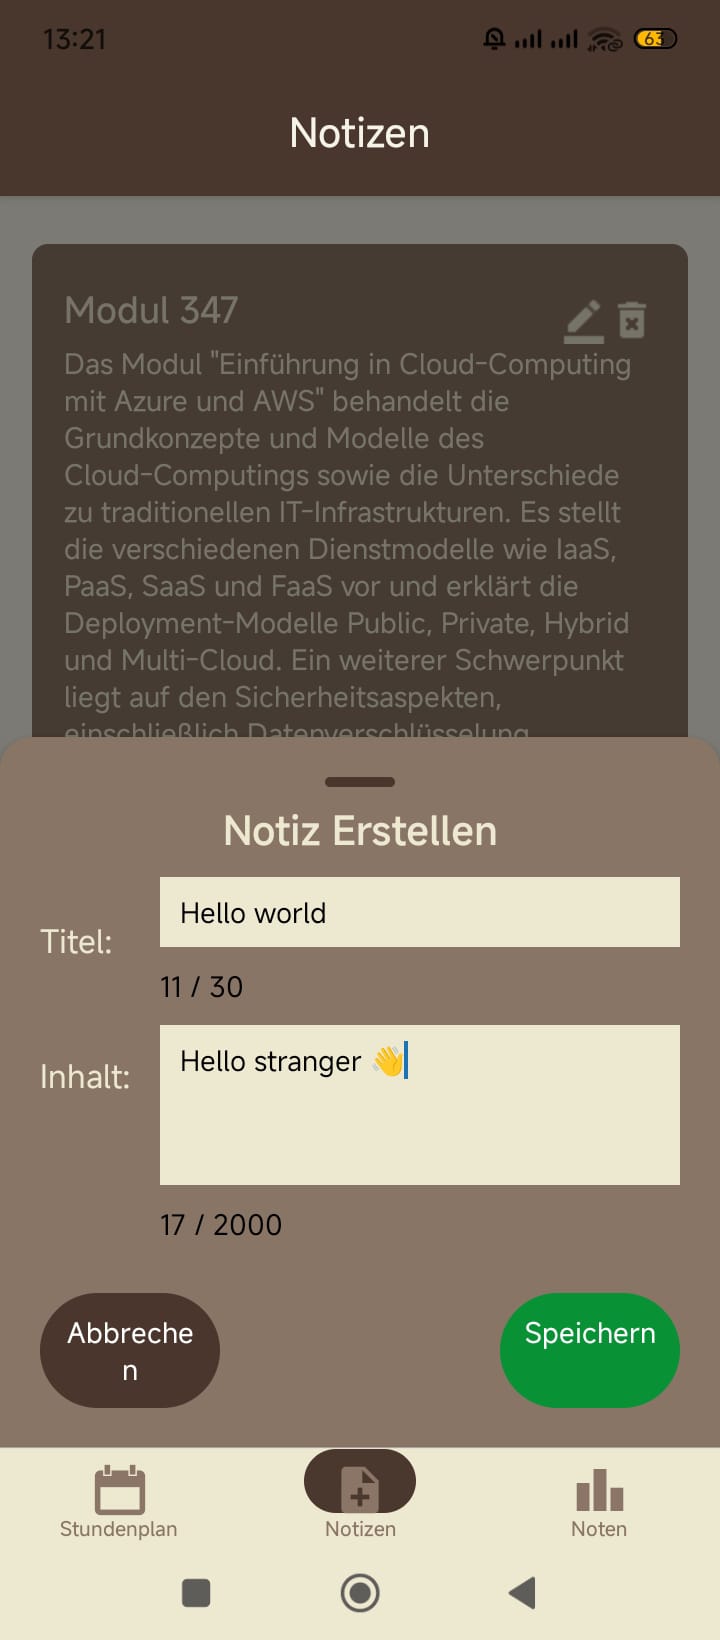 13:21
63
Notizen
Modul 347
Das Modul "Einführung in Cloud-Computing
mit Azure und AWS" behandelt die
Grundkonzepte und Modelle des
Cloud-Computings sowie die Unterschiede
zu traditionellen IT-Infrastrukturen. Es stellt
die verschiedenen Dienstmodelle wie IaaS,
PaaS, SaaS und FaaS vor und erklärt die
Deployment-Modelle Public, Private, Hybrid
und Multi-Cloud. Ein weiterer Schwerpunkt
liegt auf den Sicherheitsaspekten,
einschließlich Datenverschlüsselung
Notiz Erstellen
Titel:
Hello world
11 / 30
Inhalt:
Hello stranger 👋
17 / 2000
Abbreche
n
Speichern
Stundenplan
Notizen
Noten